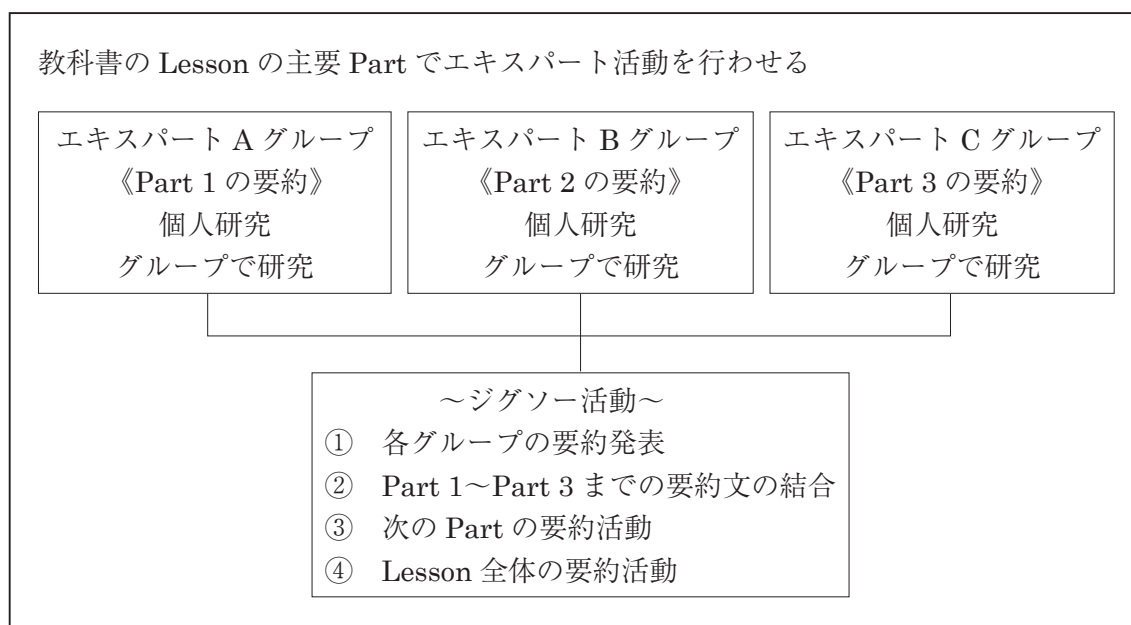 教科書の Lesson の主要 Part でエキスパート活動を行わせる
エキスパート A グループ
《Part 1 の要約》
個人研究
グループで研究
エキスパート B グループ
《Part 2 の要約》
個人研究
グループで研究
エキスパート C グループ
《Part 3 の要約》
個人研究
グループで研究
～ジグソー活動～
① 各グループの要約発表
② Part 1～Part 3 までの要約文の結合
③ 次の Part の要約活動
④ Lesson 全体の要約活動